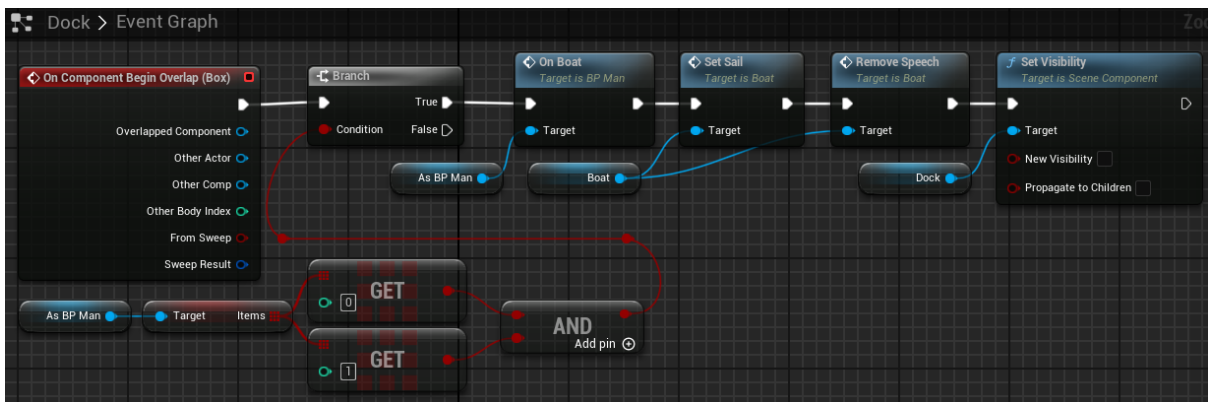 Dock > Event Graph
Zo
On Component Begin Overlap (Box)
Overlapped Component
Other Actor
Other Comp
Other Body Index
From Sweep
Sweep Result
Branch
True
Condition
False
On Boat
Target is BP Man
Target
Set Sail
Target is Boat
Target
Remove Speech
Target is Boat
Target
Set Visibility
Target is Scene Component
Target
New Visibility
Propagate to Children
As BP Man
Boat
Dock
As BP Man
Target Items
GET
0
GET
1
AND
Add pin